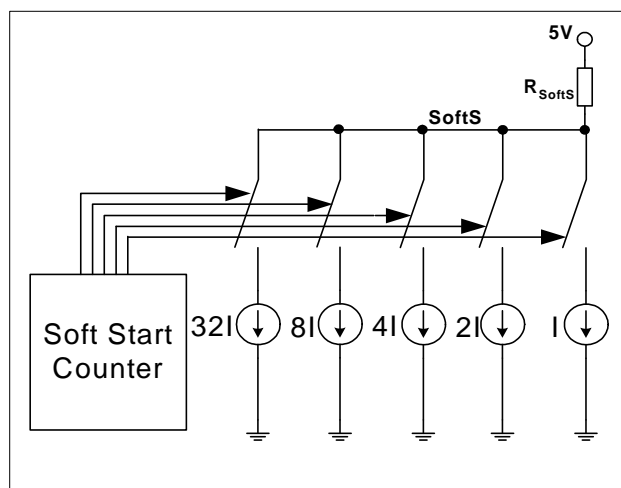 5V
RSoftS
SoftS
Soft Start
Counter
32I
8I
4I
2I
I